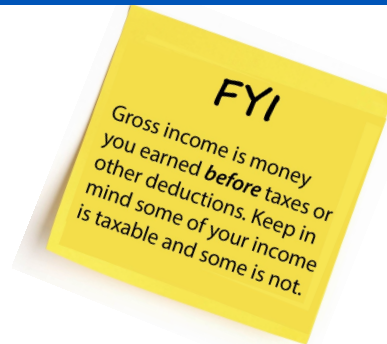 FYI
Gross income is money
you earned before taxes or
other deductions. Keep in
mind some of your income
is taxable and some is not.